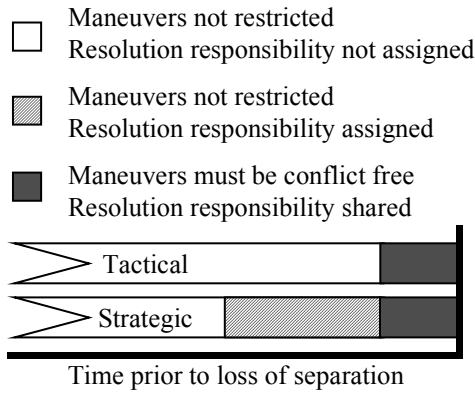 Maneuvers not restricted
Resolution responsibility not assigned
Maneuvers not restricted
Resolution responsibility assigned
Maneuvers must be conflict free
Resolution responsibility shared
Tactical
Strategic
Time prior to loss of separation